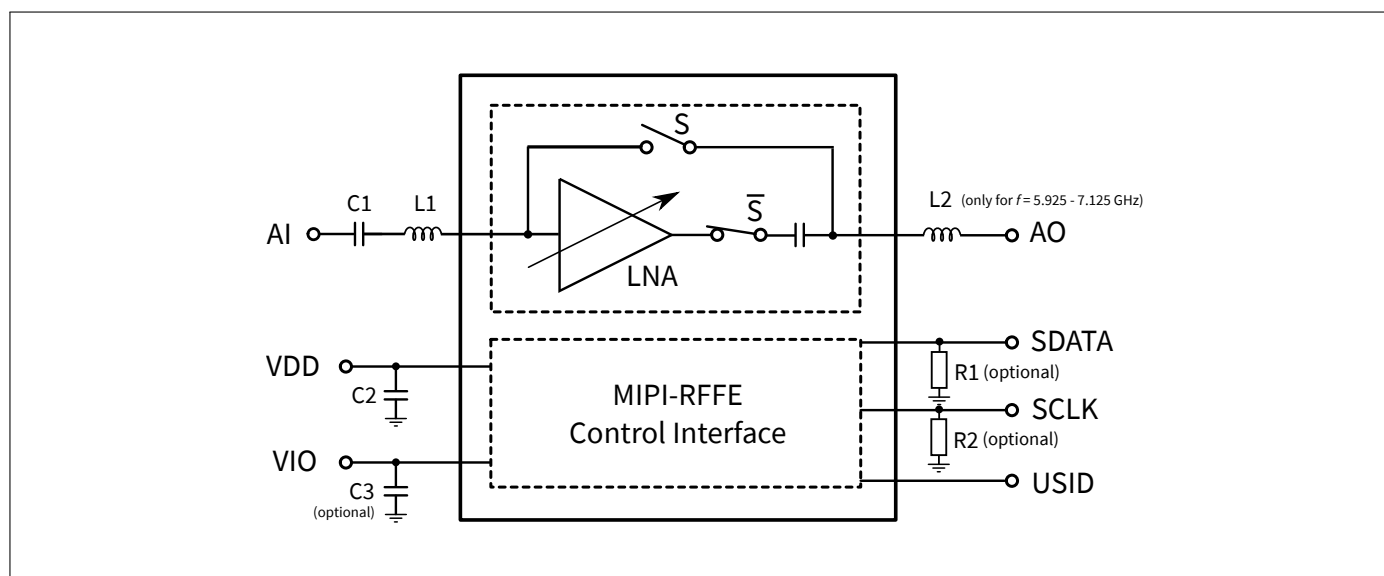 S
C1
L1
S̅
L2 (only for f = 5.925 - 7.125 GHz)
AI
AO
LNA
SDATA
VDD
R1 (optional)
C2
MIPI-RFFE
Control Interface
SCLK
R2 (optional)
VIO
C3
(optional)
USID